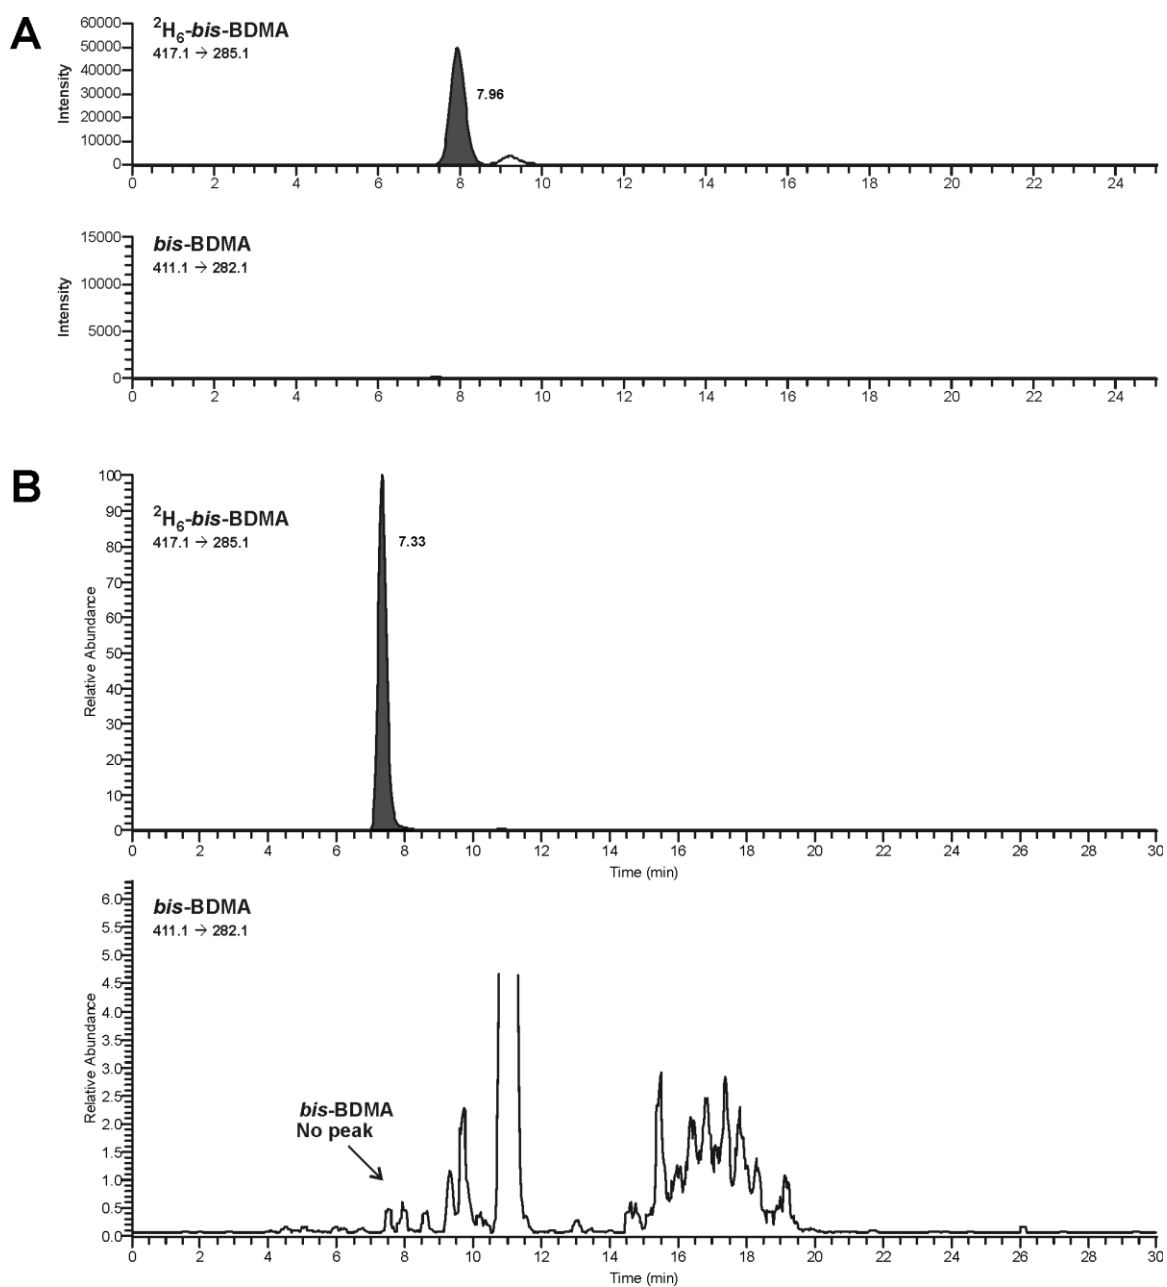 A
²H₆-bis-BDMA
417.1 → 285.1
Intensity
60000
50000
40000
30000
20000
10000
0
7.96
0 2 4 6 8 10 12 14 16 18 20 22 24
bis-BDMA
411.1 → 282.1
Intensity
15000
10000
5000
0
0 2 4 6 8 10 12 14 16 18 20 22 24
B
²H₆-bis-BDMA
417.1 → 285.1
Relative Abundance
100
90
80
70
60
50
40
30
20
10
0
7.33
0 2 4 6 8 10 12 14 16 18 20 22 24 26 28 30
Time (min)
bis-BDMA
411.1 → 282.1
Relative Abundance
6.0
5.5
5.0
4.5
4.0
3.5
3.0
2.5
2.0
1.5
1.0
0.5
0.0
bis-BDMA
No peak
0 2 4 6 8 10 12 14 16 18 20 22 24 26 28 30
Time (min)